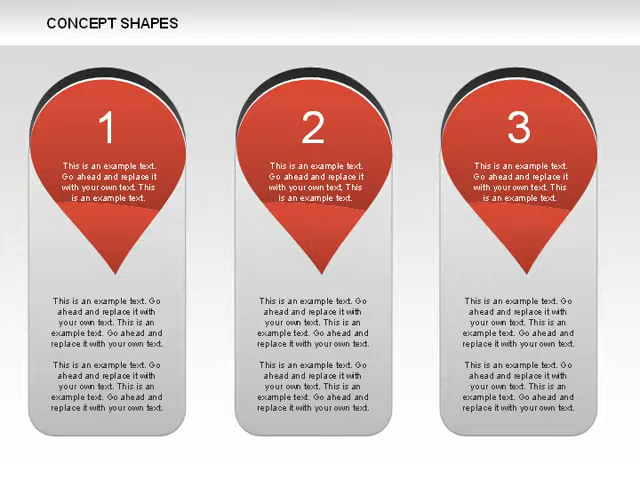 CONCEPT SHAPES
1
This is an example text.
Go ahead and replace it
with your own text. This
is an example text.
This is an example text. Go
ahead and replace it with
your own text. This is an
example text. Go ahead and
replace it with your own text.
This is an example text. Go
ahead and replace it with
your own text. This is an
example text. Go ahead and
replace it with your own text.
2
This is an example text.
Go ahead and replace it
with your own text. This
is an example text.
This is an example text. Go
ahead and replace it with
your own text. This is an
example text. Go ahead and
replace it with your own text.
This is an example text. Go
ahead and replace it with
your own text. This is an
example text. Go ahead and
replace it with your own text.
3
This is an example text.
Go ahead and replace it
with your own text. This
is an example text.
This is an example text. Go
ahead and replace it with
your own text. This is an
example text. Go ahead and
replace it with your own text.
This is an example text. Go
ahead and replace it with
your own text. This is an
example text. Go ahead and
replace it with your own text.